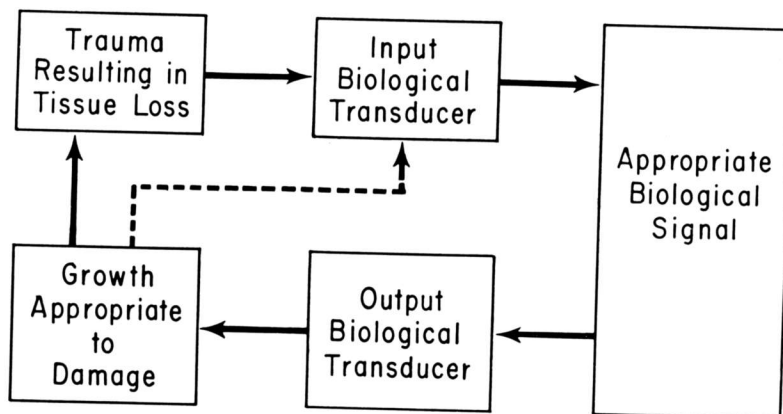 Trauma
Resulting in
Tissue Loss
Input
Biological
Transducer
Appropriate
Biological
Signal
Growth
Appropriate
to
Damage
Output
Biological
Transducer